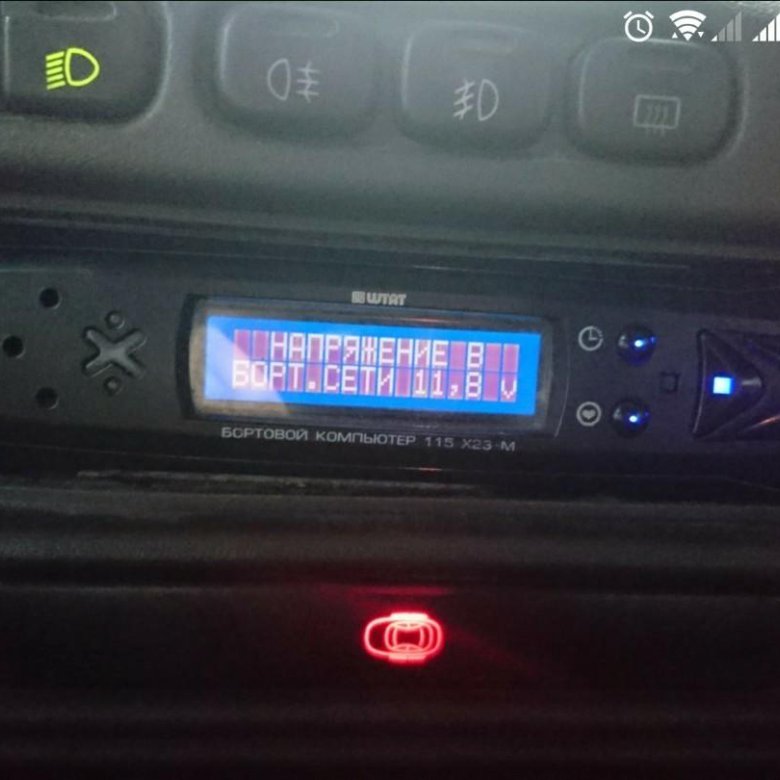 ШТАТ
НАПРЯЖЕНИЕ В
БОРТ.СЕТИ 11,8 v
БОРТОВОЙ КОМПЬЮТЕР 115 X23-M